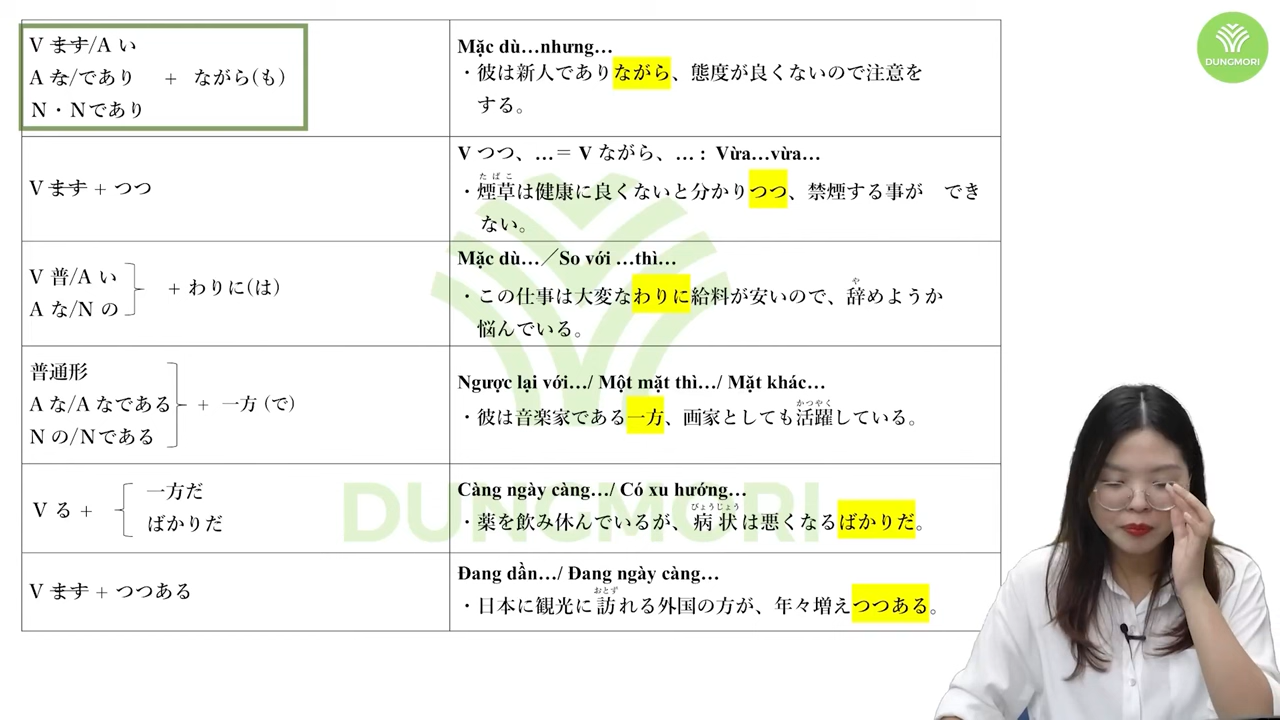 V ます/A い
A な/であり + ながら(も)
N・Nであり
Mặc dù…nhưng…
・彼は新人でありながら、態度が良くないので注意を
する。
V ます + つつ
V つつ、…＝ V ながら、… : Vừa…vừa…
たばこ
・煙草は健康に良くないと分かりつつ、禁煙する事が でき
ない。
V 普/A い
A な/N の + わりに(は)
Mặc dù…／So với …thì…
や
・この仕事は大変なわりに給料が安いので、辞めようか
悩んでいる。
普通形
A な/A なである + 一方 (で)
N の/N である
Ngược lại với…/ Một mặt thì…/ Mặt khác…
かつやく
・彼は音楽家である一方、画家としても活躍している。
V る + 一方だ
ばかりだ
Càng ngày càng…/ Có xu hướng…
びょうじょう
・薬を飲み休んでいるが、病状は悪くなるばかりだ。
V ます + つつある
Đang dần…/ Đang ngày càng…
おとず
・日本に観光に訪れる外国の方が、年々増えつつある。
DUNGMORI
DUNGMORI